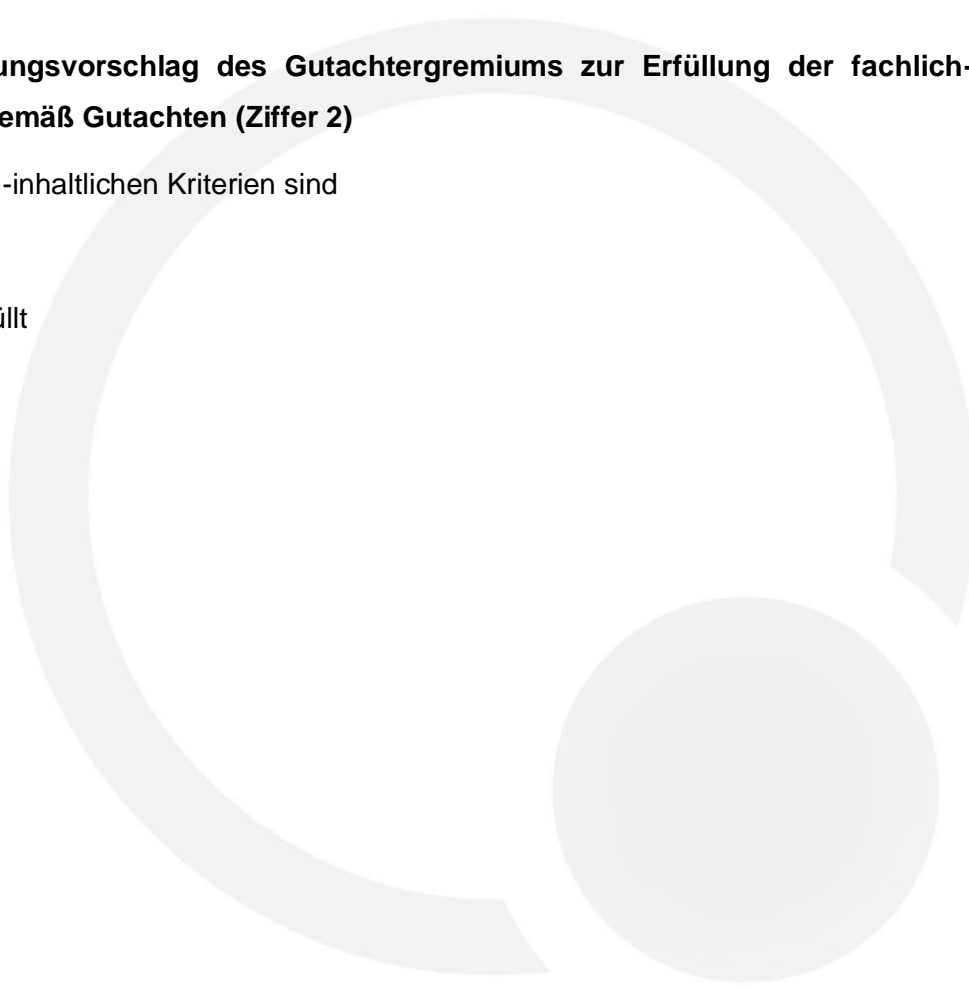 ungsvorschlag des Gutachtergremiums zur Erfüllung der fachlich-
emäß Gutachten (Ziffer 2)
-inhaltlichen Kriterien sind
üllt